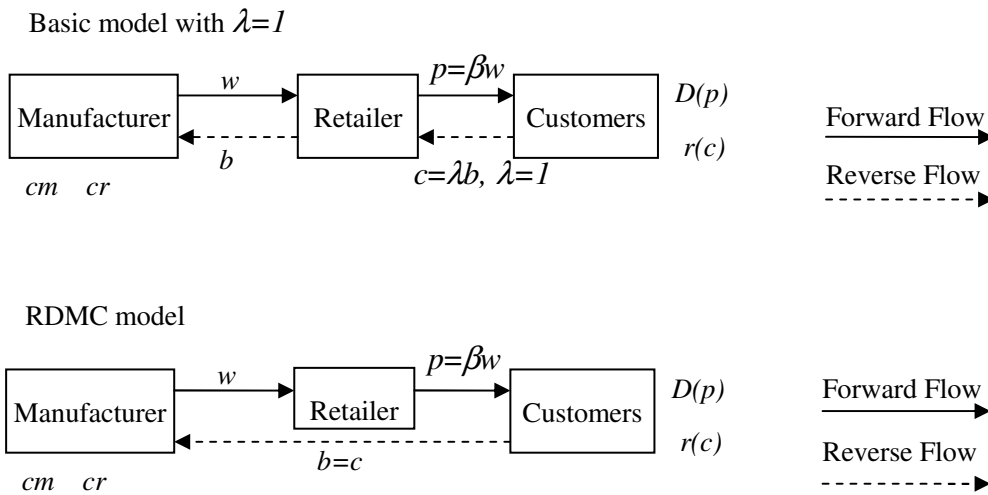 Basic model with λ=1
w
p=βw
Manufacturer
Retailer
Customers
D(p)
r(c)
b
c=λb, λ=1
cm cr
Forward Flow
Reverse Flow
RDMC model
w
p=βw
Manufacturer
Retailer
Customers
D(p)
r(c)
b=c
cm cr
Forward Flow
Reverse Flow